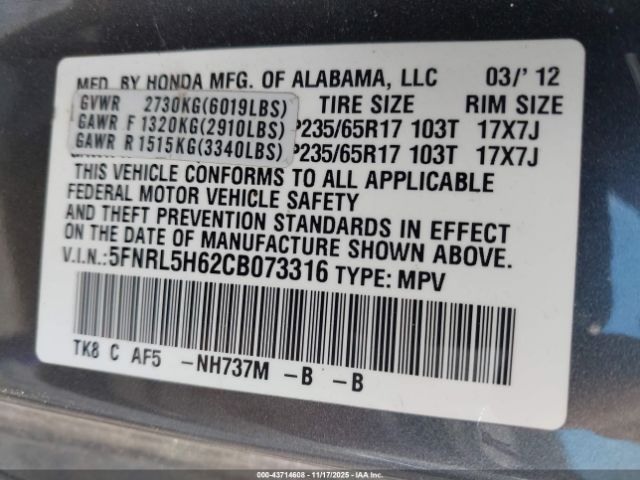 MFD. BY HONDA MFG. OF ALABAMA, LLC 03/' 12
GVWR 2730KG(6019LBS) TIRE SIZE RIM SIZE
GAWR F 1320KG(2910LBS) P235/65R17 103T 17X7J
GAWR R 1515KG(3340LBS) P235/65R17 103T 17X7J
THIS VEHICLE CONFORMS TO ALL APPLICABLE
FEDERAL MOTOR VEHICLE SAFETY
AND THEFT PREVENTION STANDARDS IN EFFECT
ON THE DATE OF MANUFACTURE SHOWN ABOVE.
V.I.N.:5FNRL5H62CB073316 TYPE: MPV
TK8 C AF5 -NH737M -B -B
000-43714608 - 11/17/2025 - IAAI.COM